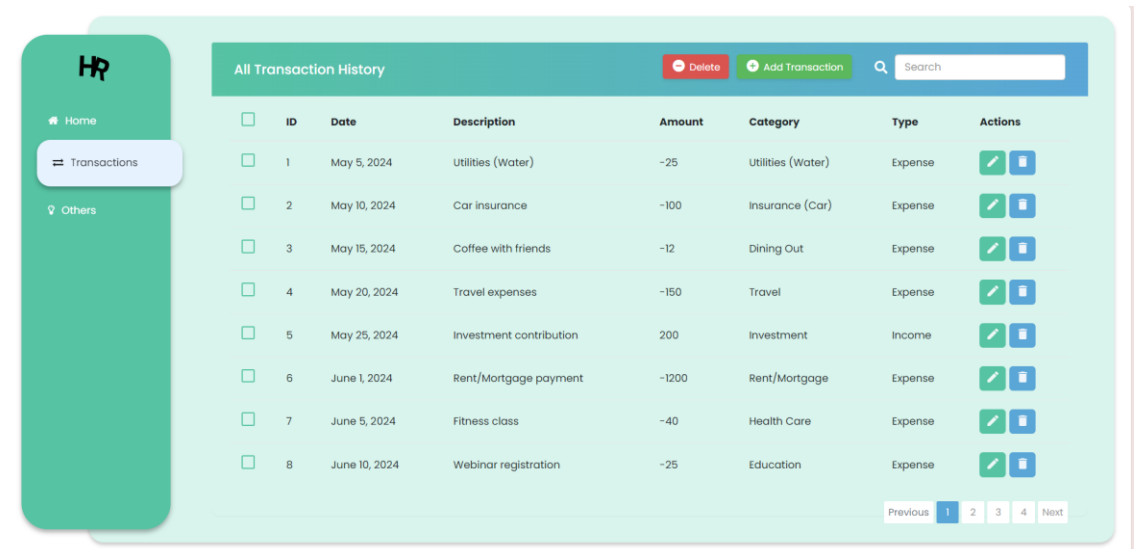 HR
Home
Transactions
Others
All Transaction History Delete Add Transaction Search
ID Date Description Amount Category Type Actions
1 May 5, 2024 Utilities (Water) -25 Utilities (Water) Expense
2 May 10, 2024 Car insurance -100 Insurance (Car) Expense
3 May 15, 2024 Coffee with friends -12 Dining Out Expense
4 May 20, 2024 Travel expenses -150 Travel Expense
5 May 25, 2024 Investment contribution 200 Investment Income
6 June 1, 2024 Rent/Mortgage payment -1200 Rent/Mortgage Expense
7 June 5, 2024 Fitness class -40 Health Care Expense
8 June 10, 2024 Webinar registration -25 Education Expense
Previous 1 2 3 4 Next